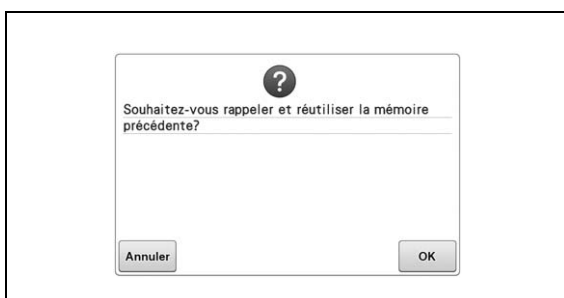 Souhaitez-vous rappeler et réutiliser la mémoire
précédente?
Annuler
OK